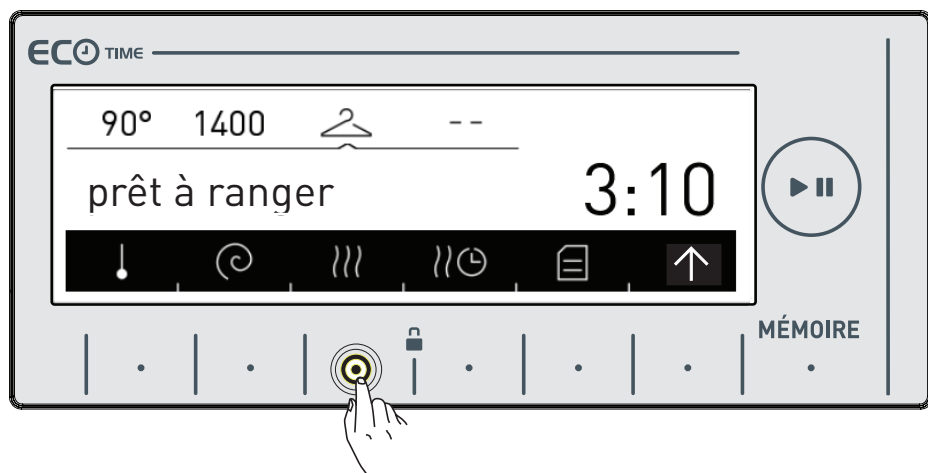 ECO TIME
90° 1400 --
prêt à ranger 3:10
MÉMOIRE